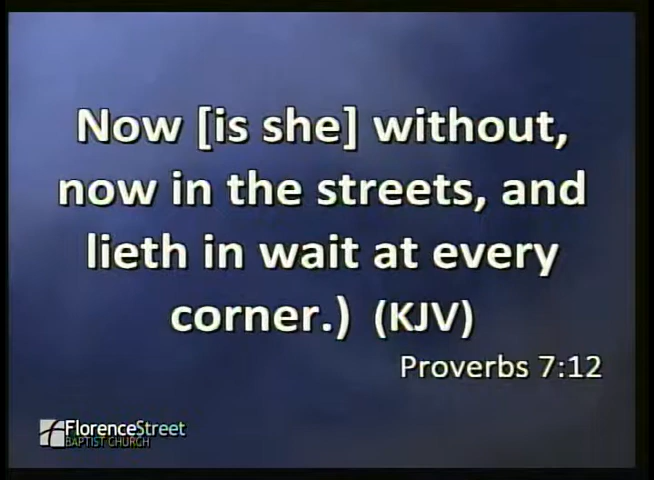 Now [is she] without,
now in the streets, and
lieth in wait at every
corner.) (KJV)
Proverbs 7:12
FlorenceStreet
BAPTIST CHURCH